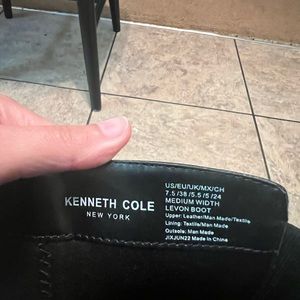 KENNETH COLE
NEW YORK
US/EU/UK/MX/CH
7.5/38/5.5/5/24
MEDIUM WIDTH
LEVON BOOT
Upper: Leather/Man Made/Textile
Lining: Textile/Man Made
Outsole: Man Made
JIXJUN22 Made In China